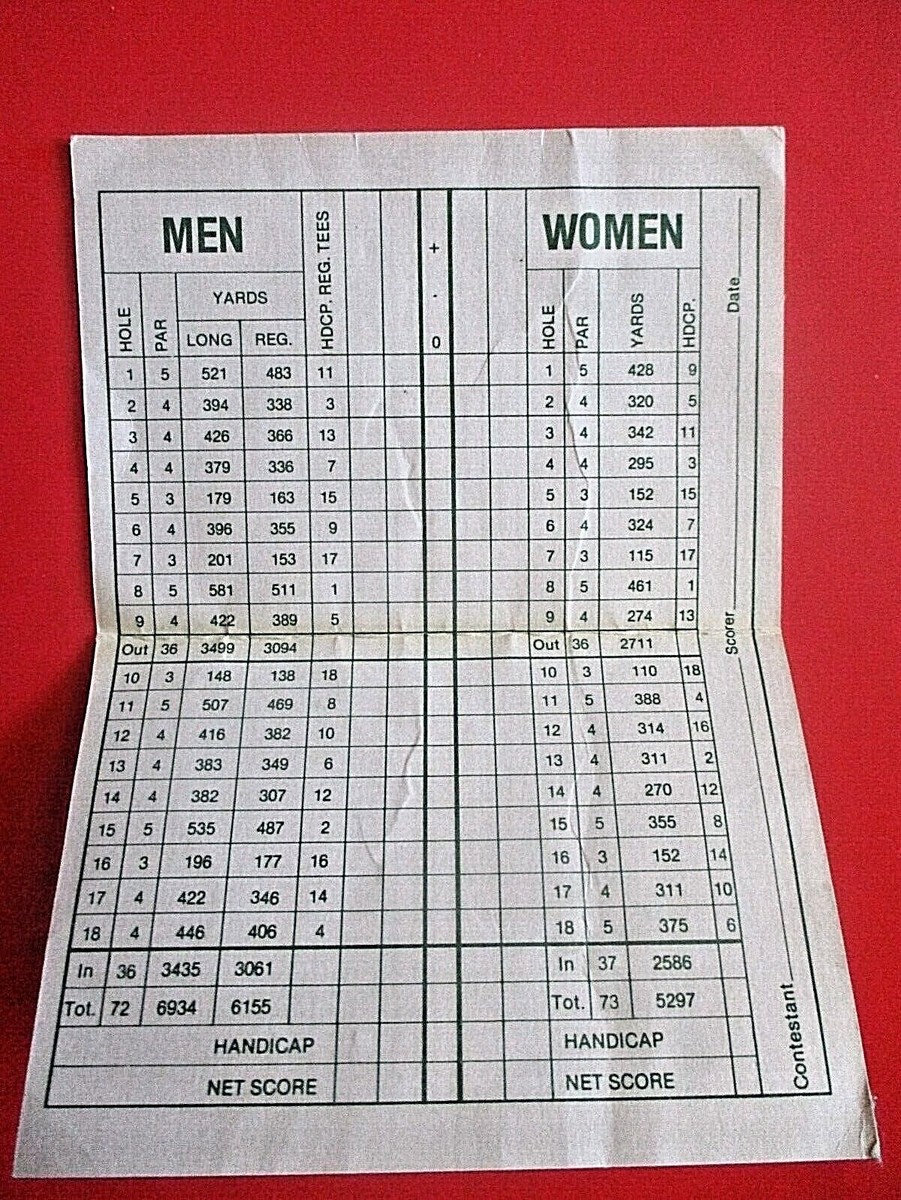 MEN WOMEN
HOLE PAR YARDS HDCP. REG. TEES + HOLE PAR YARDS HDCP. Date
LONG REG. - 0
1 5 521 483 11 1 5 428 9
2 4 394 338 3 2 4 320 5
3 4 426 366 13 3 4 342 11
4 4 379 336 7 4 4 295 3
5 3 179 163 15 5 3 152 15
6 4 396 355 9 6 4 324 7
7 3 201 153 17 7 3 115 17
8 5 581 511 1 8 5 461 1
9 4 422 389 5 9 4 274 13
Out 36 3499 3094 Out 36 2711 Scorer
10 3 148 138 18 10 3 110 18
11 5 507 469 8 11 5 388 4
12 4 416 382 10 12 4 314 16
13 4 383 349 6 13 4 311 2
14 4 382 307 12 14 4 270 12
15 5 535 487 2 15 5 355 8
16 3 196 177 16 16 3 152 14
17 4 422 346 14 17 4 311 10
18 4 446 406 4 18 5 375 6
In 36 3435 3061 In 37 2586
Tot. 72 6934 6155 Tot. 73 5297
HANDICAP HANDICAP Contestant
NET SCORE NET SCORE